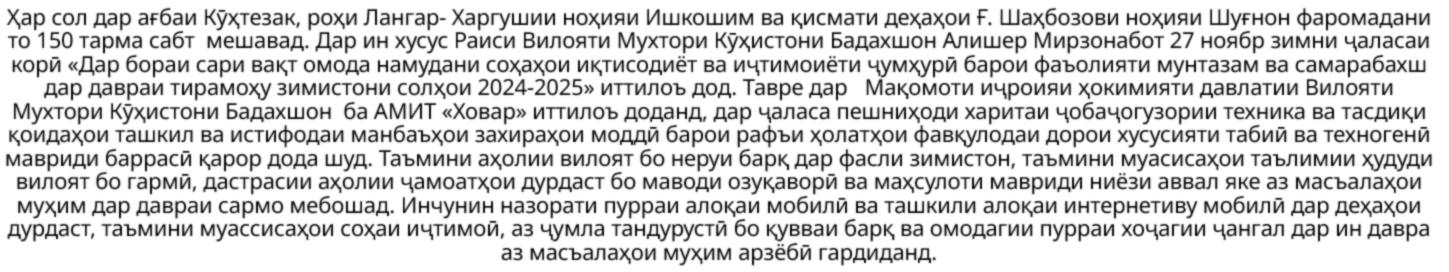 Ҳар сол дар ағбаи Кӯҳтезак, роҳи Лангар- Харгушии ноҳияи Ишкошим ва қисмати деҳаҳои Ғ. Шаҳбозови ноҳияи Шуғнон фаромадани
то 150 тарма сабт мешавад. Дар ин хусус Раиси Вилояти Мухтори Кӯҳистони Бадахшон Алишер Мирзонабот 27 ноябр зимни ҷаласаи
корӣ «Дар бораи сари вақт омода намудани соҳаҳои иқтисодиёт ва иҷтимоиёти ҷумҳурӣ барои фаъолияти мунтазам ва самарабахш
дар давраи тирамоҳу зимистони солҳои 2024-2025» иттилоъ дод. Тавре дар Мақомоти иҷроияи ҳокимияти давлатии Вилояти
Мухтори Кӯҳистони Бадахшон ба АМИТ «Ховар» иттилоъ доданд, дар ҷаласа пешниҳоди харитаи ҷобаҷогузории техника ва тасдиқи
қоидаҳои ташкил ва истифодаи манбаъҳои захираҳои моддӣ барои рафъи ҳолатҳои фавқулодаи дорои хусусияти табиӣ ва техногенӣ
мавриди баррасӣ қарор дода шуд. Таъмини аҳолии вилоят бо неруи барқ дар фасли зимистон, таъмини муасисаҳои таълимии ҳудуди
вилоят бо гармӣ, дастрасии аҳолии ҷамоатҳои дурдаст бо маводи озуқаворӣ ва маҳсулоти мавриди ниёзи аввал яке аз масъалаҳои
муҳим дар давраи сармо мебошад. Инчунин назорати пурраи алоқаи мобилӣ ва ташкили алоқаи интернетиву мобилӣ дар деҳаҳои
дурдаст, таъмини муассисаҳои соҳаи иҷтимоӣ, аз ҷумла тандурустӣ бо қувваи барқ ва омодагии пурраи хоҷагии ҷангал дар ин давра
аз масъалаҳои муҳим арзёбӣ гардиданд.